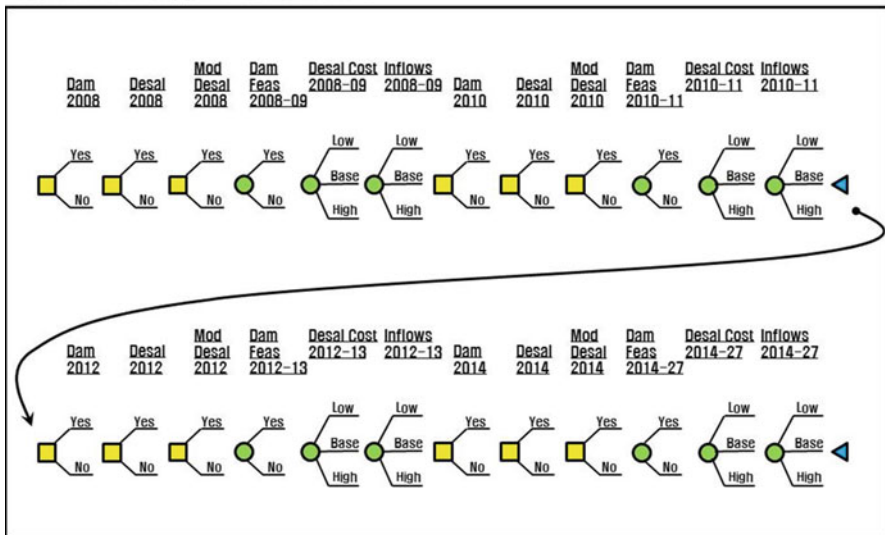 Mod Dam Desal Cost Inflows Mod Dam Desal Cost Inflows
Dam Desal Desal Feas 2008-09 2008-09 Dam Desal Desal Feas 2010-11 2010-11
2008 2008 2008 2008-09 2010 2010 2010 2010-11
Low Low Low Low
Yes Yes Yes Yes Yes Yes Yes Yes
Base Base Base Base
No No No No No No No No
High High High High
Mod Dam Desal Cost Inflows Mod Dam Desal Cost Inflows
Dam Desal Desal Feas 2012-13 2012-13 Dam Desal Desal Feas 2014-27 2014-27
2012 2012 2012 2012-13 2014 2014 2014 2014-27
Low Low Low Low
Yes Yes Yes Yes Yes Yes Yes Yes
Base Base Base Base
No No No No No No No No
High High High High